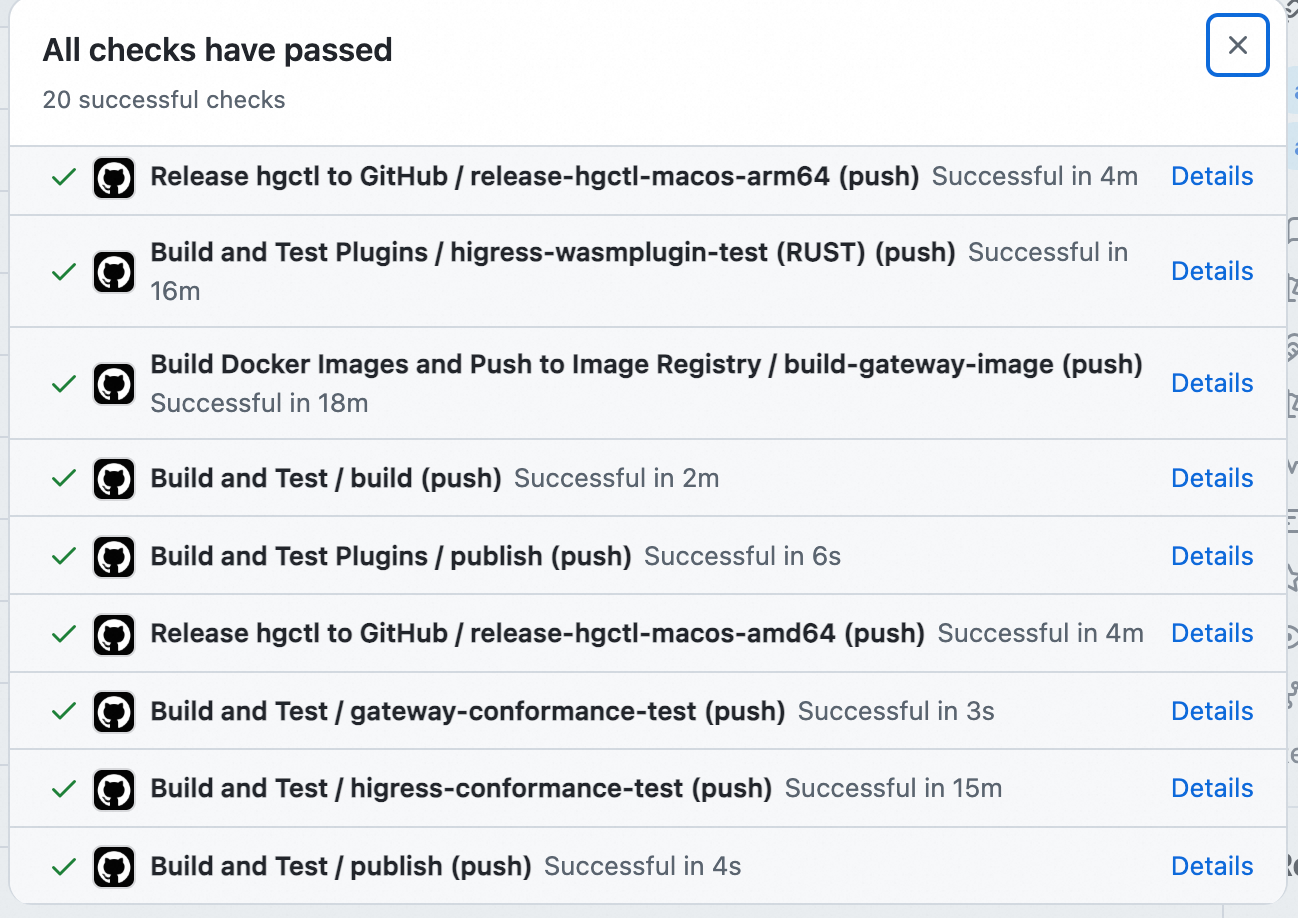 All checks have passed
20 successful checks
Release hgctl to GitHub / release-hgctl-macos-arm64 (push) Successful in 4m Details
Build and Test Plugins / higress-wasmplugin-test (RUST) (push) Successful in
16m
Details
Build Docker Images and Push to Image Registry / build-gateway-image (push)
Successful in 18m
Details
Build and Test / build (push) Successful in 2m Details
Build and Test Plugins / publish (push) Successful in 6s Details
Release hgctl to GitHub / release-hgctl-macos-amd64 (push) Successful in 4m Details
Build and Test / gateway-conformance-test (push) Successful in 3s Details
Build and Test / higress-conformance-test (push) Successful in 15m Details
Build and Test / publish (push) Successful in 4s Details